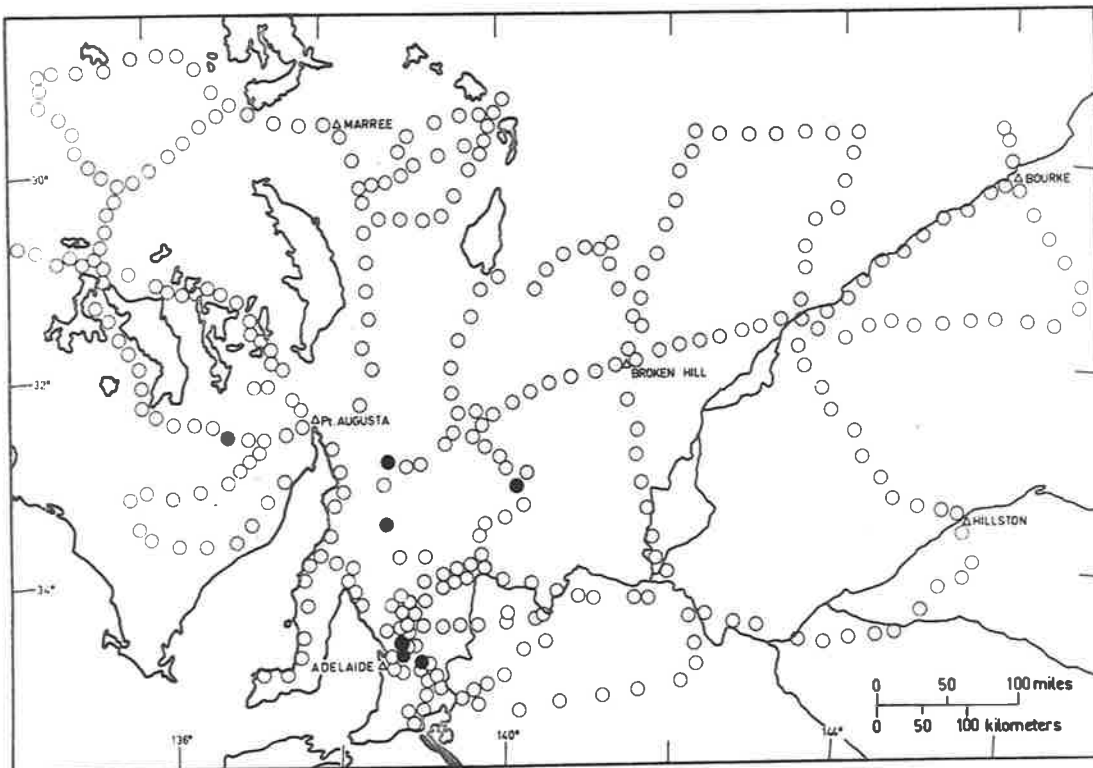 MARREE
30°
BOURKE
32°
BROKEN HILL
Pt. AUGUSTA
HILLSTON
34°
ADELAIDE
0 50 100 miles
0 50 100 kilometers
136° 140° 144°